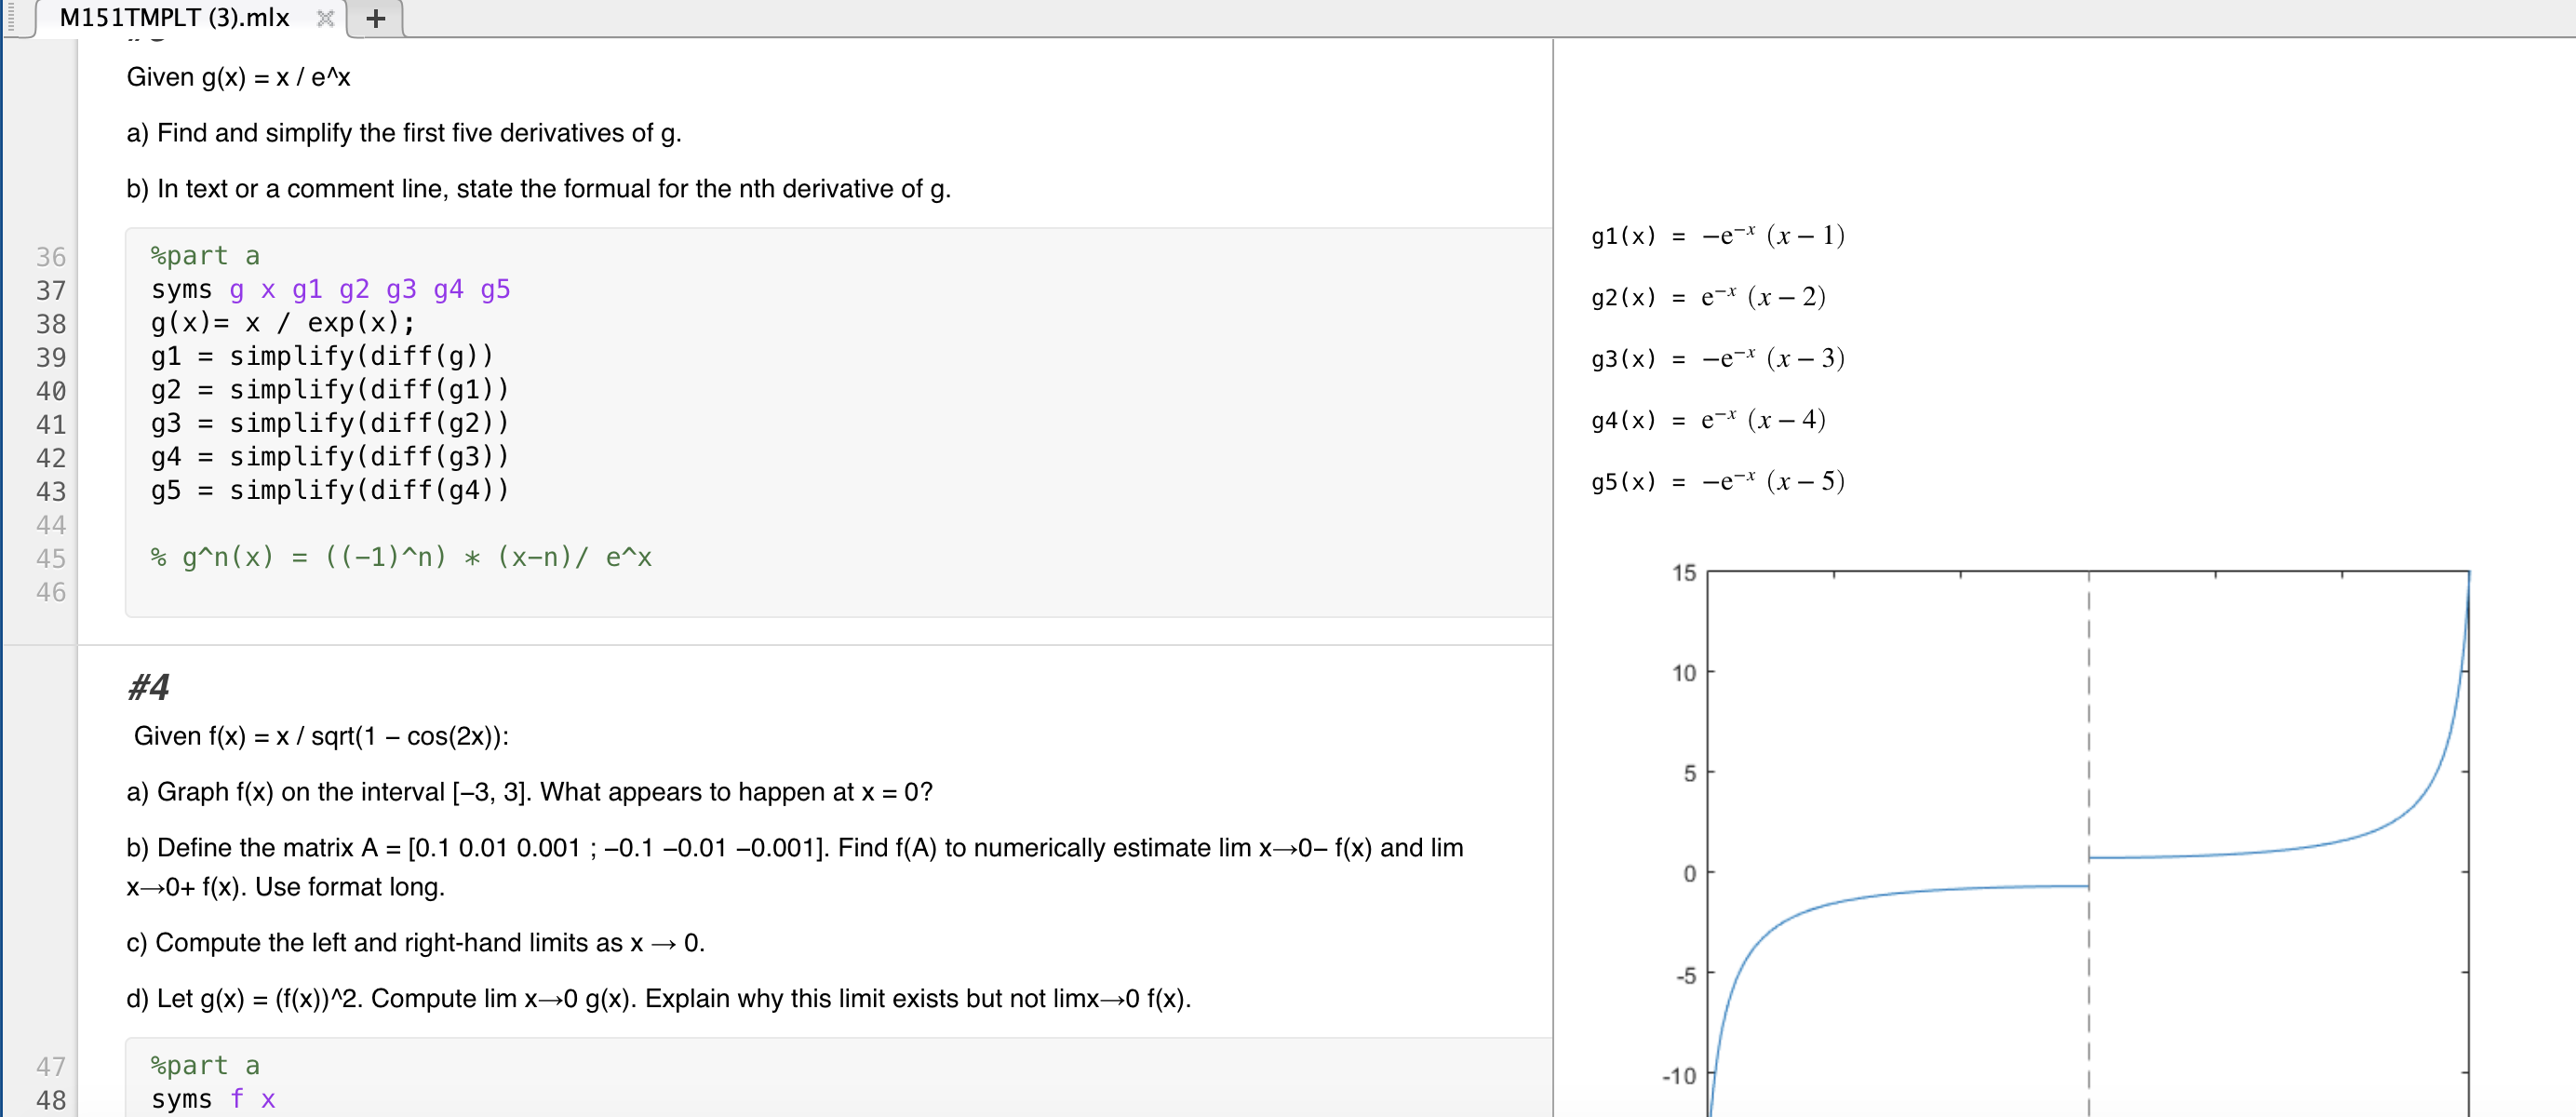 M151TMPLT (3).mlx
Given g(x) = x / e^x
a) Find and simplify the first five derivatives of g.
b) In text or a comment line, state the formual for the nth derivative of g.
36 %part a
37 syms g x g1 g2 g3 g4 g5
38 g(x)= x / exp(x);
39 g1 = simplify(diff(g))
40 g2 = simplify(diff(g1))
41 g3 = simplify(diff(g2))
42 g4 = simplify(diff(g3))
43 g5 = simplify(diff(g4))
44
45 % g^n(x) = ((-1)^n) * (x-n)/ e^x
46
#4
Given f(x) = x / sqrt(1 – cos(2x)):
a) Graph f(x) on the interval [–3, 3]. What appears to happen at x = 0?
b) Define the matrix A = [0.1 0.01 0.001 ; –0.1 –0.01 –0.001]. Find f(A) to numerically estimate lim x→0– f(x) and lim
x→0+ f(x). Use format long.
c) Compute the left and right-hand limits as x → 0.
d) Let g(x) = (f(x))^2. Compute lim x→0 g(x). Explain why this limit exists but not limx→0 f(x).
47 %part a
48 syms f x
g1(x) = −e⁻ˣ (x − 1)
g2(x) = e⁻ˣ (x − 2)
g3(x) = −e⁻ˣ (x − 3)
g4(x) = e⁻ˣ (x − 4)
g5(x) = −e⁻ˣ (x − 5)
15
10
5
0
-5
-10